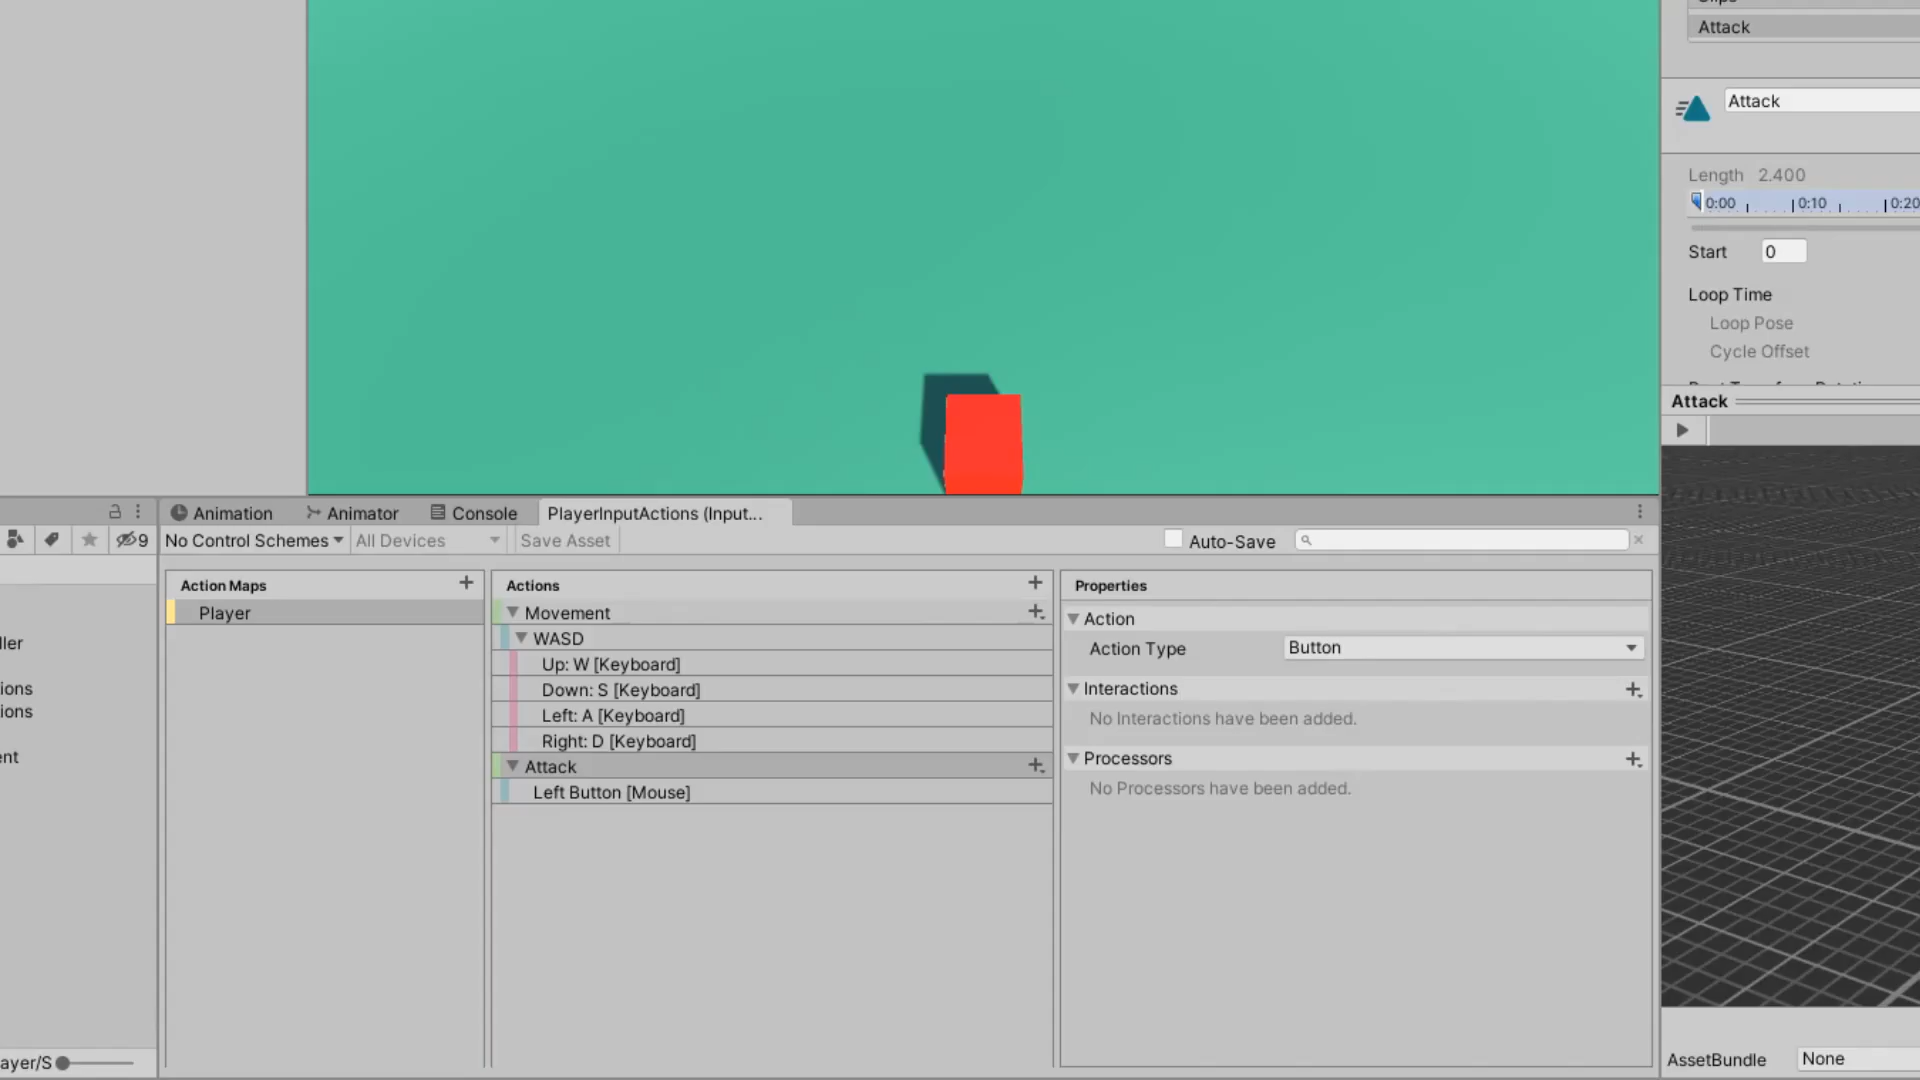 Attack
Attack
Length 2.400
0:00 0:10 0:20
Start 0
Loop Time
Loop Pose
Cycle Offset
Attack
Animation Animator Console PlayerInputActions (Input...
9 No Control Schemes All Devices Save Asset Auto-Save
Action Maps
Player
Actions
Movement
WASD
Up: W [Keyboard]
Down: S [Keyboard]
Left: A [Keyboard]
Right: D [Keyboard]
Attack
Left Button [Mouse]
Properties
Action
Action Type Button
Interactions
No Interactions have been added.
Processors
No Processors have been added.
ller
ions
ions
ent
ayer/S
AssetBundle None